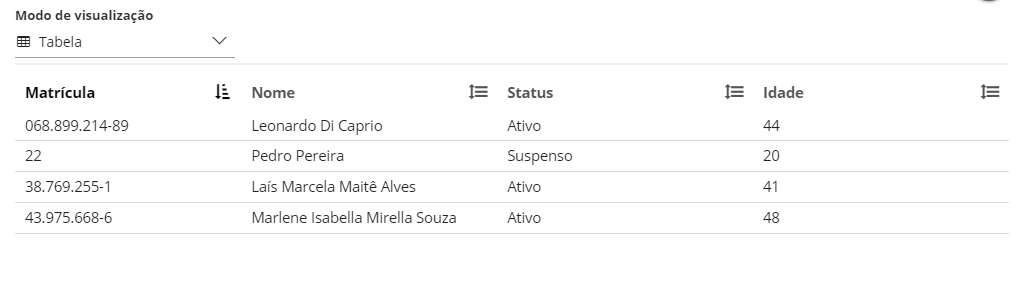 Modo de visualização
Tabela
Matrícula Nome Status Idade
068.899.214-89 Leonardo Di Caprio Ativo 44
22 Pedro Pereira Suspenso 20
38.769.255-1 Laís Marcela Maitê Alves Ativo 41
43.975.668-6 Marlene Isabella Mirella Souza Ativo 48